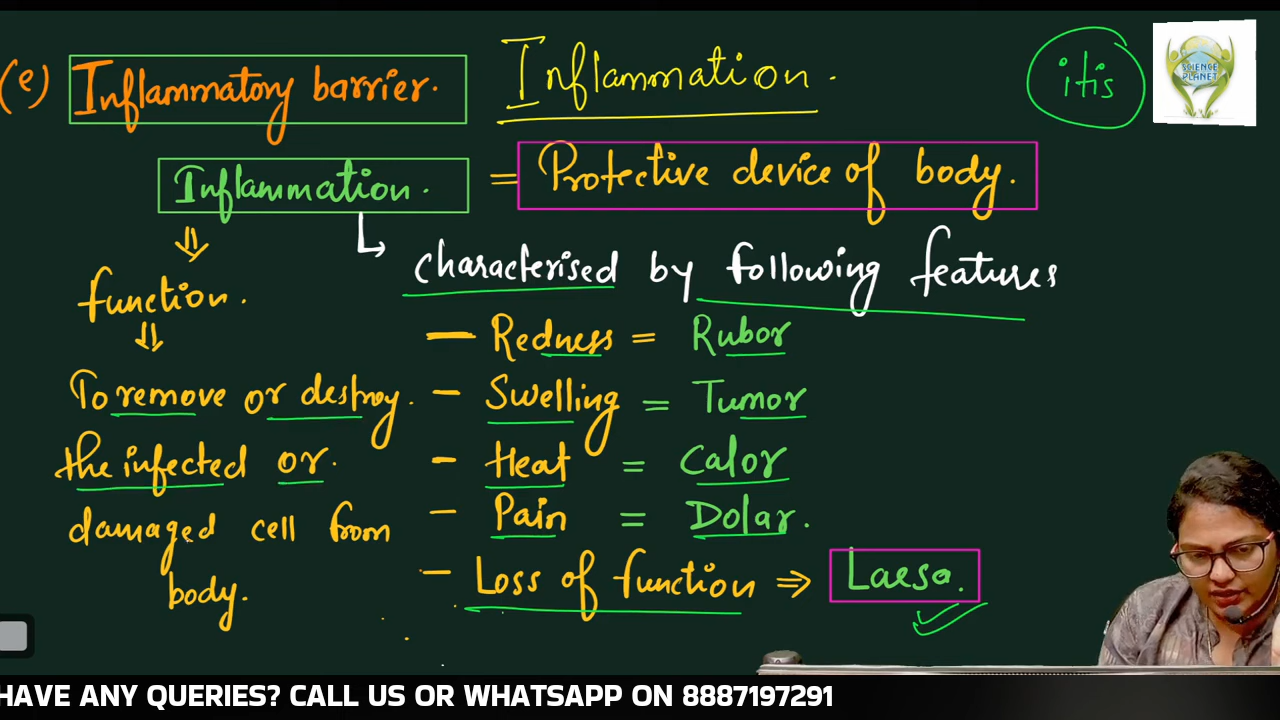 (e) Inflammatory barrier. Inflammation. itis
SCIENCE
PLANET
Inflammation. = Protective device of body.
characterised by following features
function.
Redness = Rubor
To remove or destroy.
Swelling = Tumor
the infected or.
Heat = Calor
damaged cell from
Pain = Dolar.
body.
Loss of function ⇒ Laesa.
HAVE ANY QUERIES? CALL US OR WHATSAPP ON 8887197291